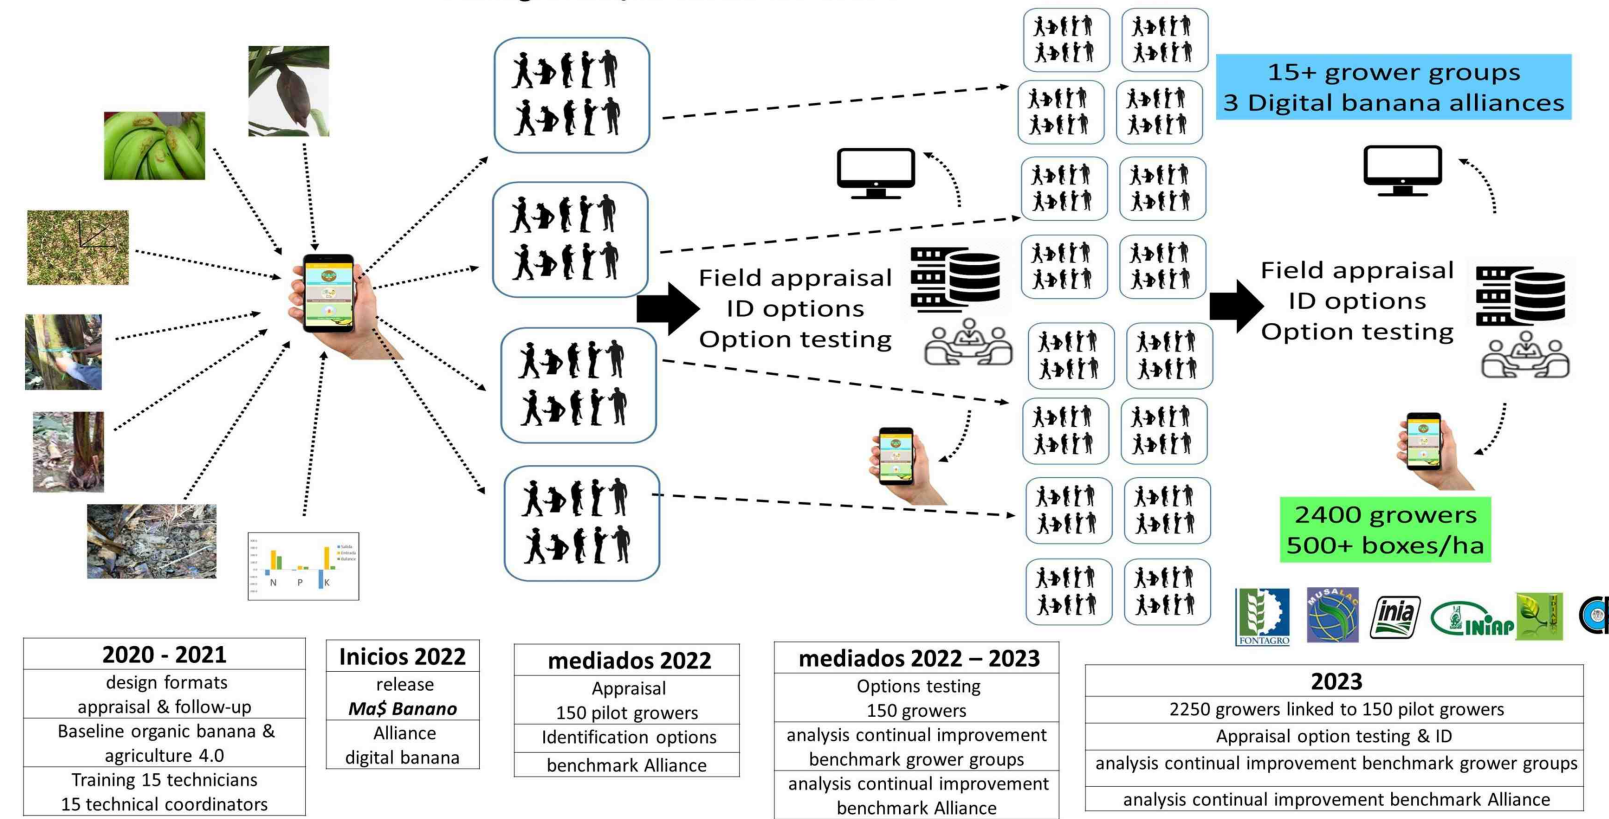 15+ grower groups
3 Digital banana alliances
Field appraisal
ID options
Option testing
Field appraisal
ID options
Option testing
2400 growers
500+ boxes/ha
Salida
Entrada
Balance
N P K
FONTAGRO
MUSALAC
inia
INIAP
2020 - 2021
design formats
appraisal & follow-up
Baseline organic banana &
agriculture 4.0
Training 15 technicians
15 technical coordinators
Inicios 2022
release
Ma$ Banano
Alliance
digital banana
mediados 2022
Appraisal
150 pilot growers
Identification options
benchmark Alliance
mediados 2022 – 2023
Options testing
150 growers
analysis continual improvement
benchmark grower groups
analysis continual improvement
benchmark Alliance
2023
2250 growers linked to 150 pilot growers
Appraisal option testing & ID
analysis continual improvement benchmark grower groups
analysis continual improvement benchmark Alliance